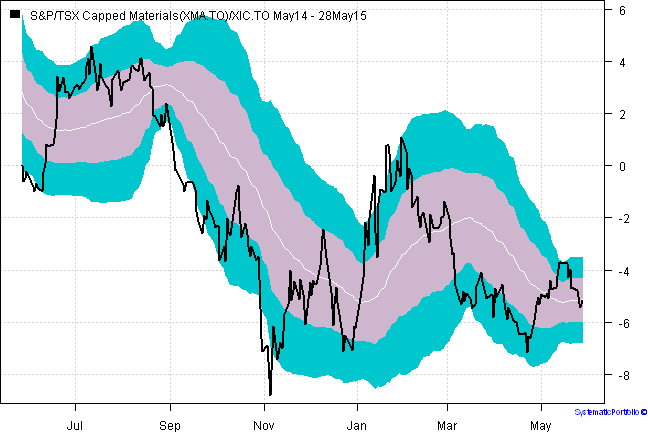 S&P/TSX Capped Materials(XMA.TO)/XIC.TO May14 - 28May15
6
4
2
0
-2
-4
-6
-8
Jul Sep Nov Jan Mar May
SystematicPortfolio ©